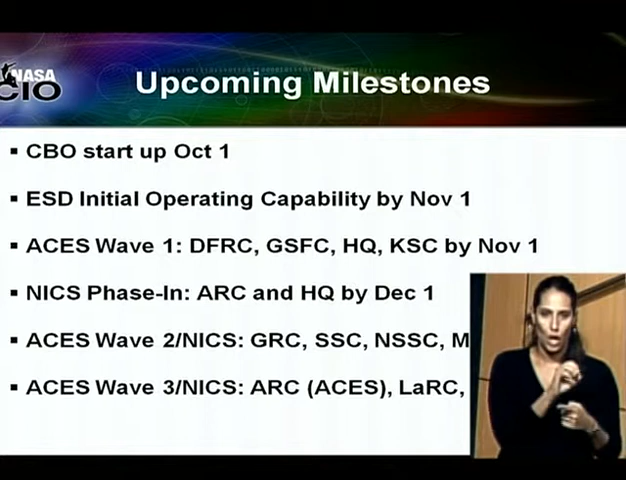 NASA
CIO
Upcoming Milestones
▪ CBO start up Oct 1
▪ ESD Initial Operating Capability by Nov 1
▪ ACES Wave 1: DFRC, GSFC, HQ, KSC by Nov 1
▪ NICS Phase-In: ARC and HQ by Dec 1
▪ ACES Wave 2/NICS: GRC, SSC, NSSC, M
▪ ACES Wave 3/NICS: ARC (ACES), LaRC,